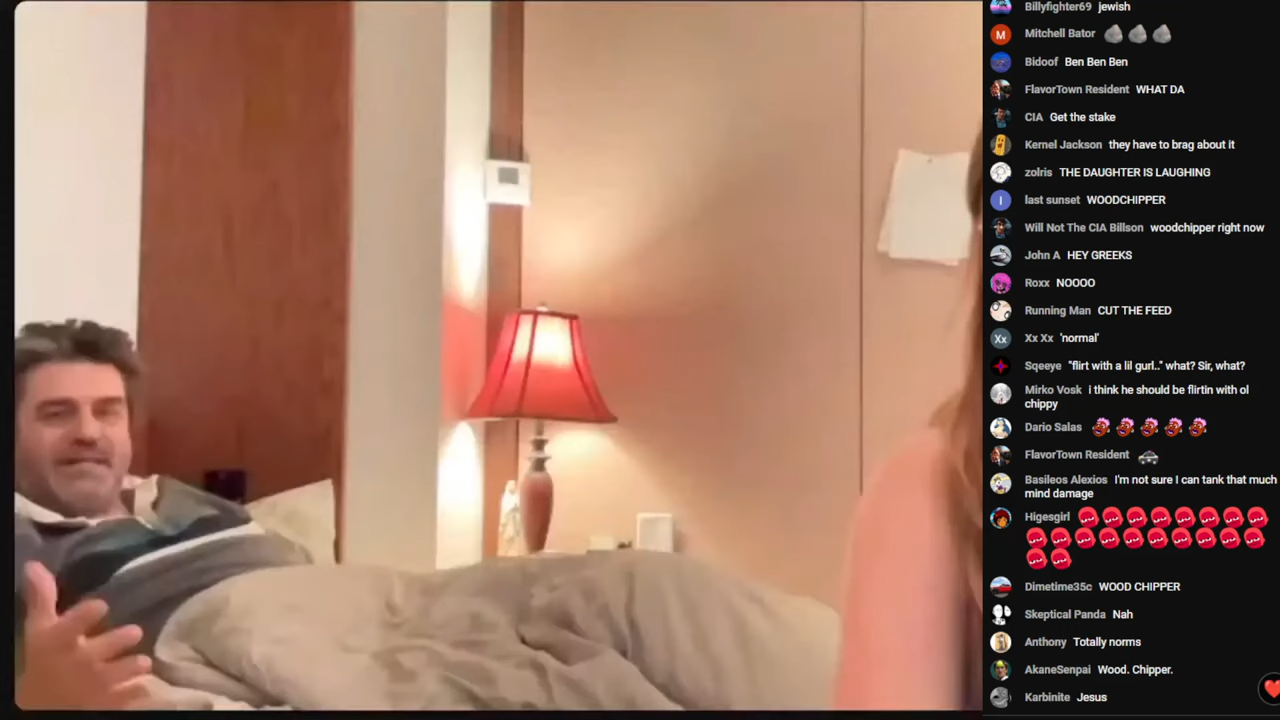 Billyfighter69 jewish
M Mitchell Bator
Bidoof Ben Ben Ben
FlavorTown Resident WHAT DA
CIA Get the stake
Kernel Jackson they have to brag about it
zolris THE DAUGHTER IS LAUGHING
I last sunset WOODCHIPPER
Will Not The CIA Billson woodchipper right now
John A HEY GREEKS
Roxx NOOOO
Running Man CUT THE FEED
Xx Xx Xx 'normal'
Sqeeye "flirt with a lil gurl.." what? Sir, what?
Mirko Vosk i think he should be flirtin with ol
chippy
Dario Salas
FlavorTown Resident
Basileos Alexios I'm not sure I can tank that much
mind damage
Higesgirl
Dimetime35c WOOD CHIPPER
Skeptical Panda Nah
Anthony Totally norms
AkaneSenpai Wood. Chipper.
Karbinite Jesus